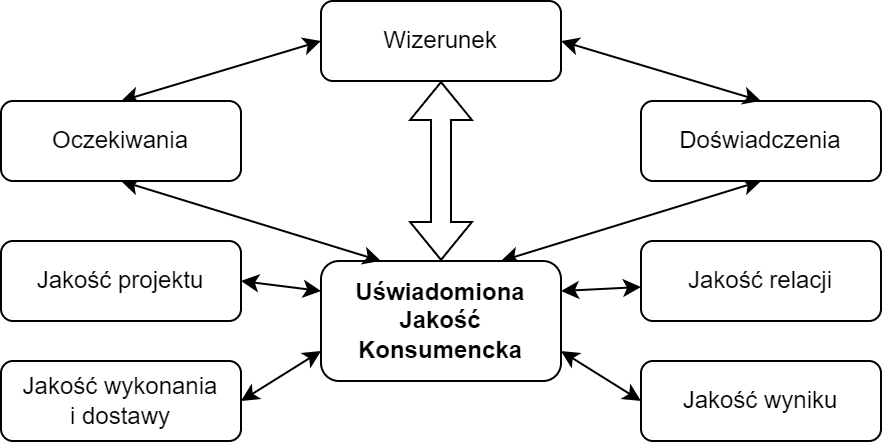 Wizerunek
Oczekiwania
Doświadczenia
Jakość projektu
Uświadomiona
Jakość
Konsumencka
Jakość relacji
Jakość wykonania
i dostawy
Jakość wyniku